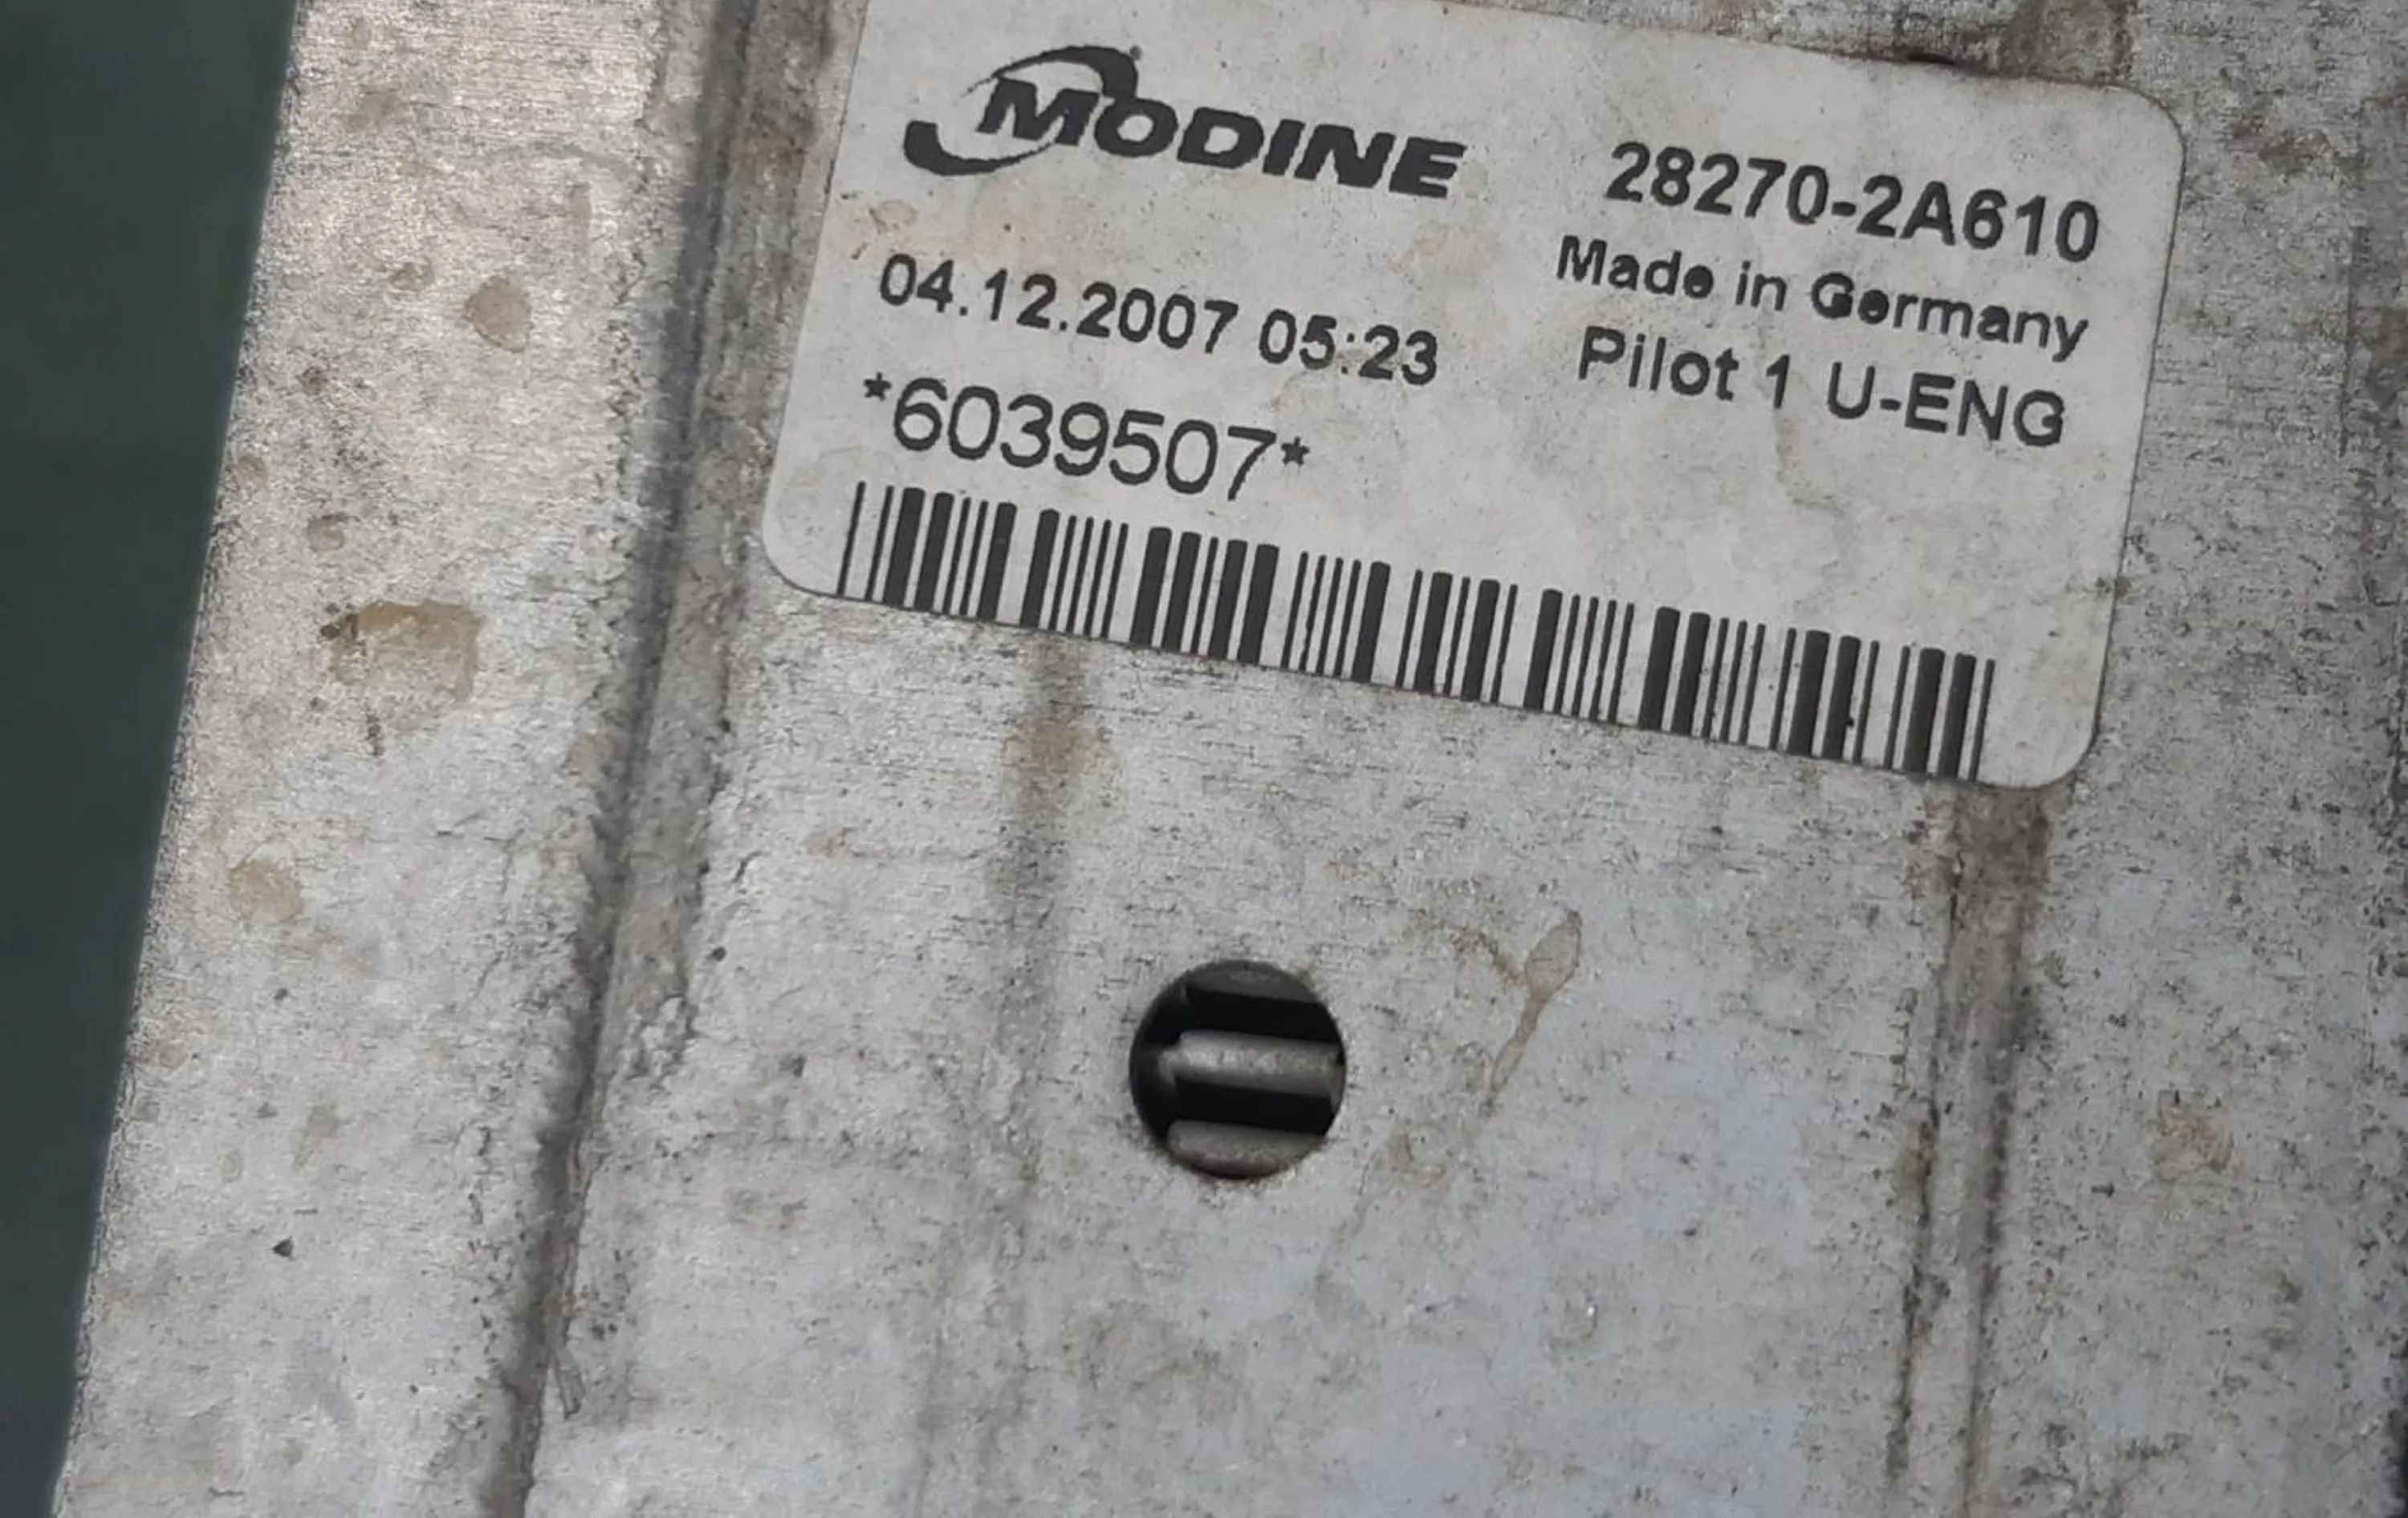 MODINE
28270-2A610
Made in Germany
04.12.2007 05:23
Pilot 1 U-ENG
*6039507*